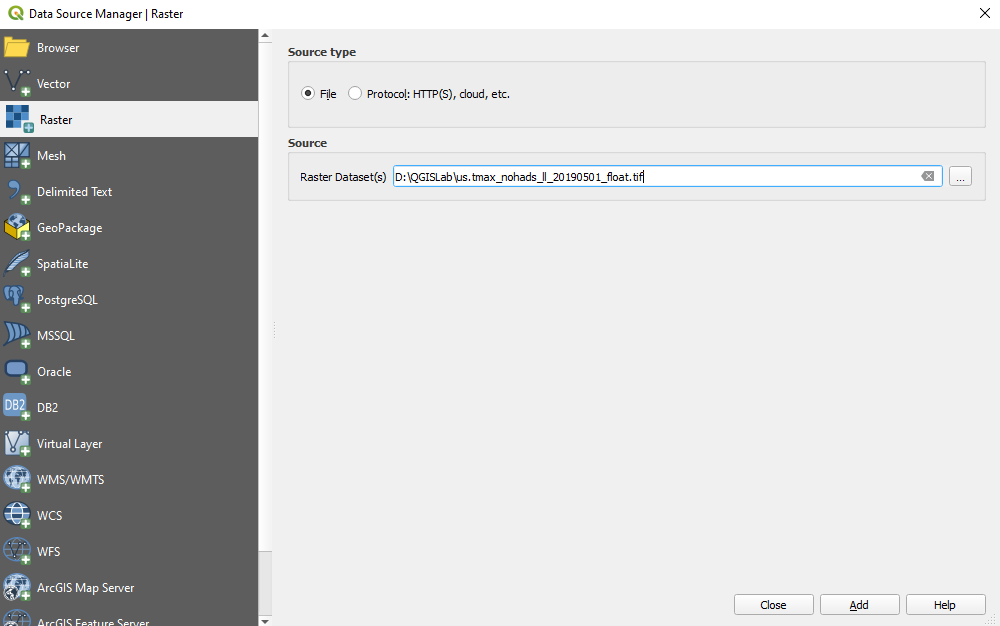 Data Source Manager | Raster
Browser
Vector
Raster
Mesh
Delimited Text
GeoPackage
SpatiaLite
PostgreSQL
MSSQL
Oracle
DB2
DB2
Virtual Layer
WMS/WMTS
WCS
WFS
ArcGIS Map Server
ArcGIS Feature Server
Source type
File
Protocol: HTTP(S), cloud, etc.
Source
Raster Dataset(s)
D:\QGISLab\us.tmax_nohads_ll_20190501_float.tif
...
Close
Add
Help